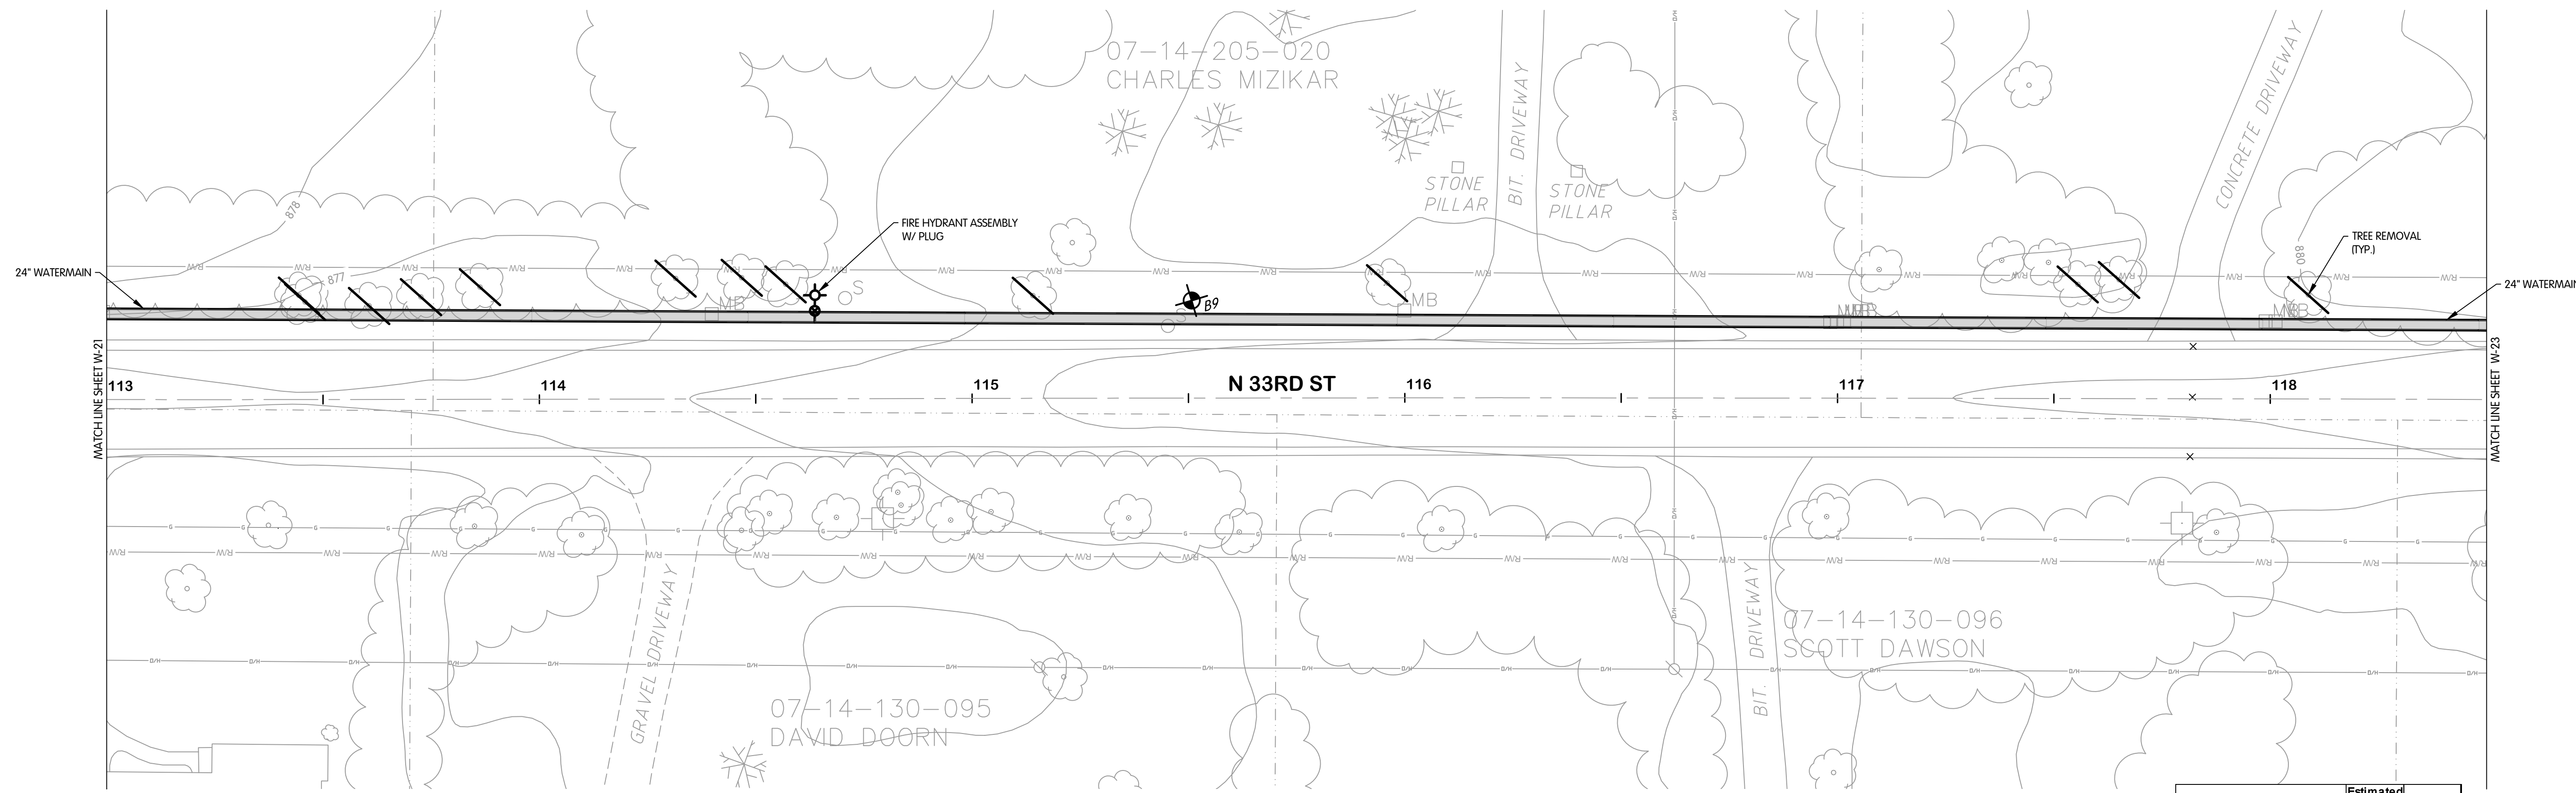 07-14-205-020
CHARLES MIZIKAR
BIT. DRIVEWAY
CONCRETE DRIVEWAY
STONE
PILLAR
STONE
PILLAR
878
FIRE HYDRANT ASSEMBLY
W/ PLUG
TREE REMOVAL
(TYP.)
880
24" WATERMAIN
877
R/W
S
MB
B9
S
MB
MB
MB
24" WATERMAIN
MATCH LINE SHEET W-21
113
114
115
N 33RD ST
116
117
118
MATCH LINE SHEET W-23
G
R/W
GRAVEL DRIVEWAY
BIT. DRIVEWAY
07-14-130-096
SCOTT DAWSON
O/H
07-14-130-095
DAVID DOORN
Estimated